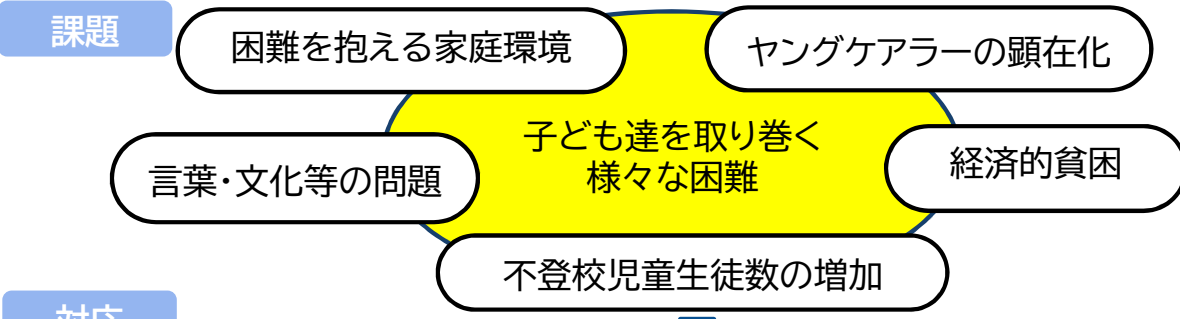 課題
困難を抱える家庭環境
ヤングケアラーの顕在化
子ども達を取り巻く
様々な困難
言葉・文化等の問題
経済的貧困
不登校児童生徒数の増加
対応